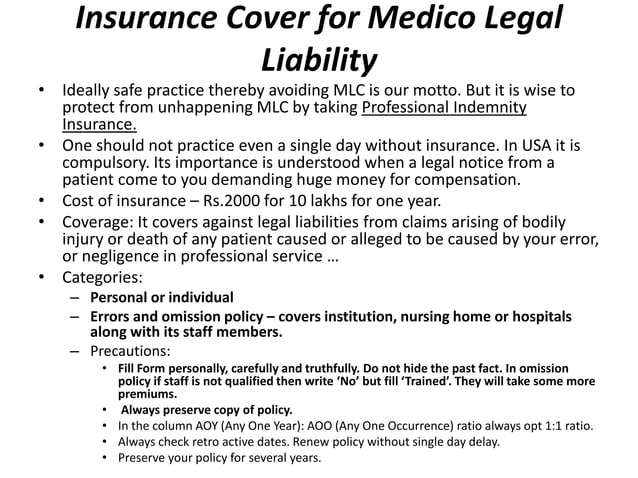 Insurance Cover for Medico Legal
Liability
• Ideally safe practice thereby avoiding MLC is our motto. But it is wise to
protect from unhappening MLC by taking Professional Indemnity
Insurance.
• One should not practice even a single day without insurance. In USA it is
compulsory. Its importance is understood when a legal notice from a
patient come to you demanding huge money for compensation.
• Cost of insurance – Rs.2000 for 10 lakhs for one year.
• Coverage: It covers against legal liabilities from claims arising of bodily
injury or death of any patient caused or alleged to be caused by your error,
or negligence in professional service …
• Categories:
– Personal or individual
– Errors and omission policy – covers institution, nursing home or hospitals
along with its staff members.
– Precautions:
• Fill Form personally, carefully and truthfully. Do not hide the past fact. In omission
policy if staff is not qualified then write ‘No’ but fill ‘Trained’. They will take some more
premiums.
• Always preserve copy of policy.
• In the column AOY (Any One Year): AOO (Any One Occurrence) ratio always opt 1:1 ratio.
• Always check retro active dates. Renew policy without single day delay.
• Preserve your policy for several years.